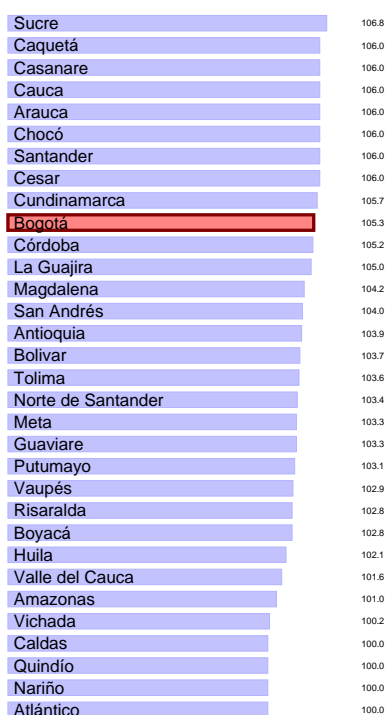 Sucre 106.8
Caquetá 106.0
Casanare 106.0
Cauca 106.0
Arauca 106.0
Chocó 106.0
Santander 106.0
Cesar 106.0
Cundinamarca 105.7
Bogotá 105.3
Córdoba 105.2
La Guajira 105.0
Magdalena 104.2
San Andrés 104.0
Antioquia 103.9
Bolivar 103.7
Tolima 103.6
Norte de Santander 103.4
Meta 103.3
Guaviare 103.3
Putumayo 103.1
Vaupés 102.9
Risaralda 102.8
Boyacá 102.8
Huila 102.1
Valle del Cauca 101.6
Amazonas 101.0
Vichada 100.2
Caldas 100.0
Quindío 100.0
Nariño 100.0
Atlántico 100.0